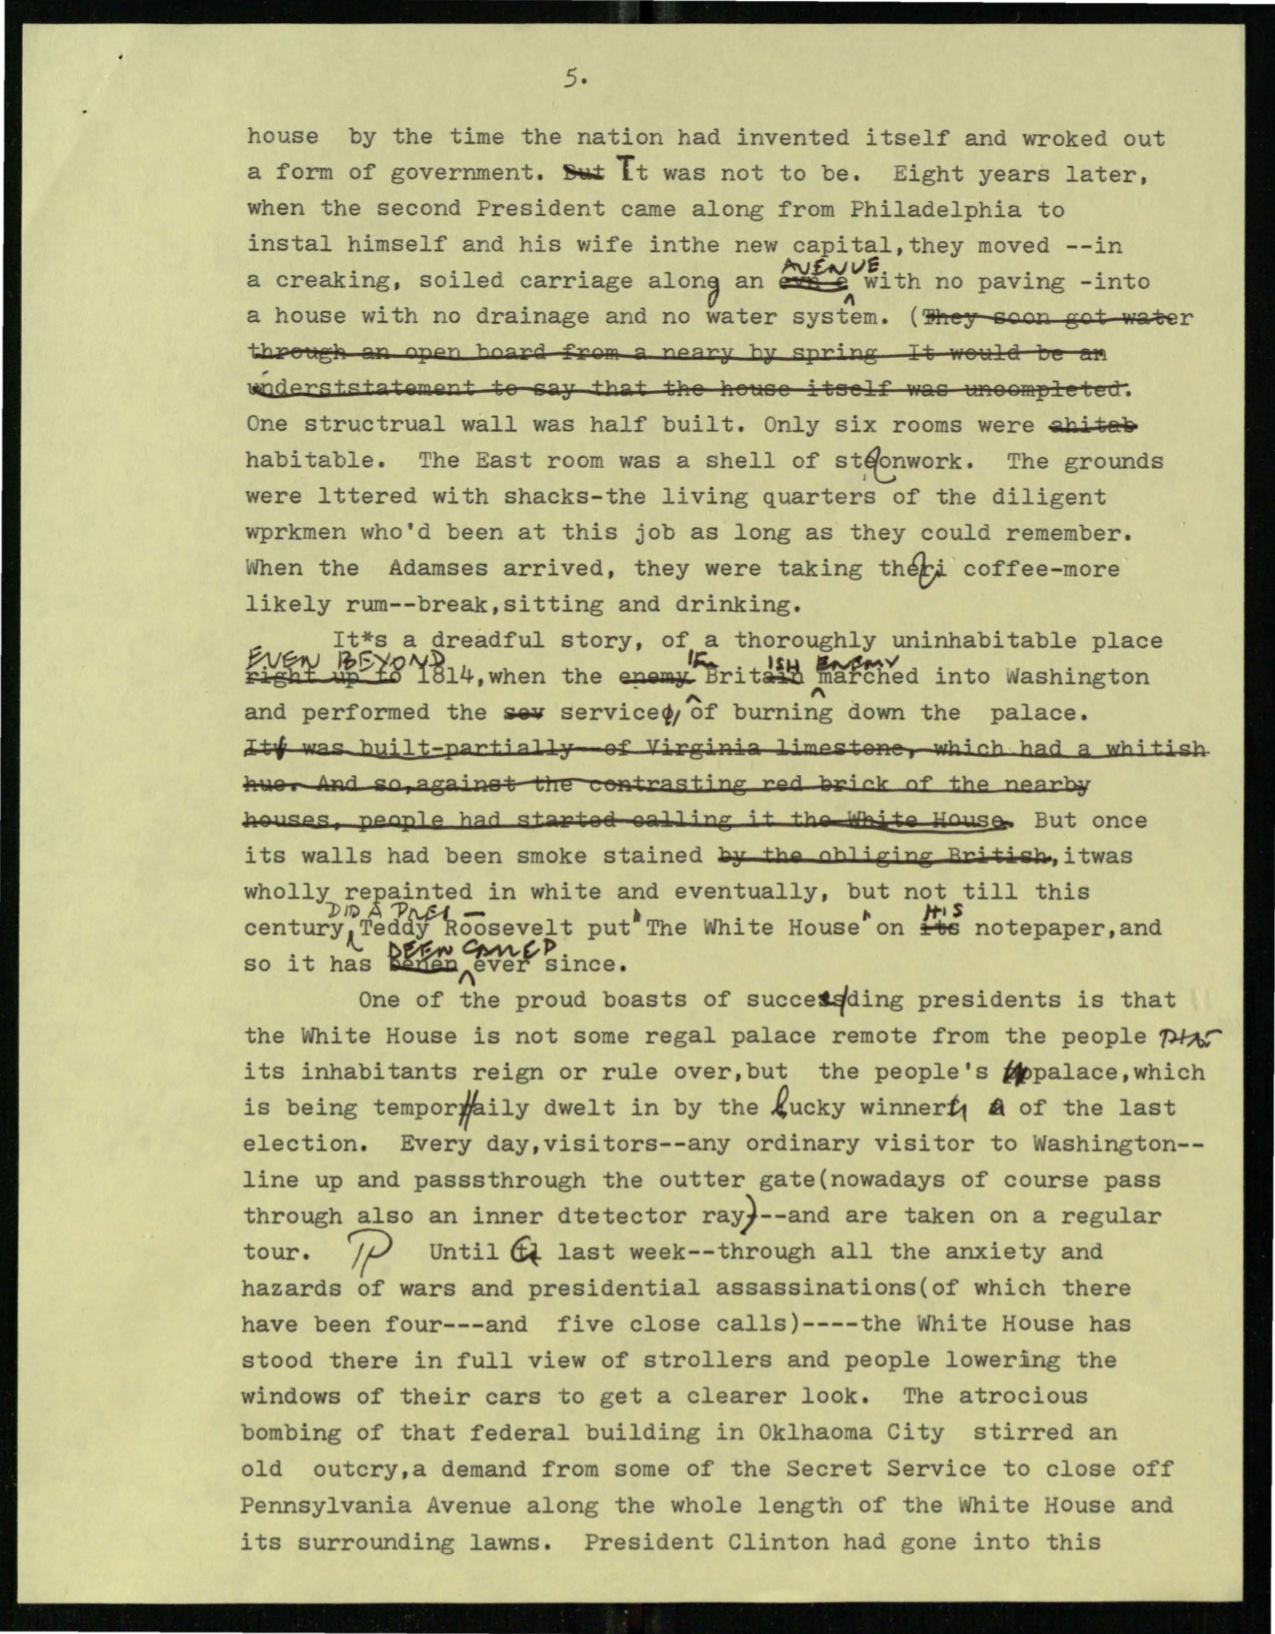 5.
house  by the time the nation had invented itself and wroked out
a form of government. But It was not to be.  Eight years later,
when the second President came along from Philadelphia to
instal himself and his wife inthe new capital,they moved --in
AVENUE
a creaking, soiled carriage along an with no paving -into
a house with no drainage and no water system. (They soon got water
through an open board from a neary by spring  It would be an
underststatement to say that the house itself was uncompleted.
One structrual wall was half built. Only six rooms were ahitab
habitable.  The East room was a shell of steonwork.  The grounds
were lttered with shacks-the living quarters of the diligent
wprkmen who'd been at this job as long as they could remember.
When the  Adamses arrived, they were taking theri coffee-more
likely rum--break,sitting and drinking.
It*s a dreadful story, of a thoroughly uninhabitable place
EVEN BEYOND ISH ENEMY
right up to 1814,when the enemy Britain marched into Washington
and performed the sev service, of burning down the  palace.
It was built-partially--of Virginia limestone, which had a whitish
hue. And so,against the contrasting red brick of the nearby
houses, people had started calling it the White House. But once
its walls had been smoke stained by the obliging British,itwas
wholly repainted in white and eventually, but not till this
DID A PRES — HIS
century,Teddy Roosevelt put "The White House" on its notepaper,and
BEEN CALLED
so it has benen ever since.
One of the proud boasts of successding presidents is that
the White House is not some regal palace remote from the people THAT
its inhabitants reign or rule over,but  the people's palace,which
is being temporraily dwelt in by the lucky winner of the last
election.  Every day,visitors--any ordinary visitor to Washington--
line up and passsthrough the outter gate(nowadays of course pass
through also an inner dtetector ray)--and are taken on a regular
tour. Until last week--through all the anxiety and
hazards of wars and presidential assassinations(of which there
have been four---and  five close calls)----the White House has
stood there in full view of strollers and people lowering the
windows of their cars to get a clearer look.  The atrocious
bombing of that federal building in Oklhaoma City  stirred an
old  outcry,a demand from some of the Secret Service to close off
Pennsylvania Avenue along the whole length of the White House and
its surrounding lawns.  President Clinton had gone into this